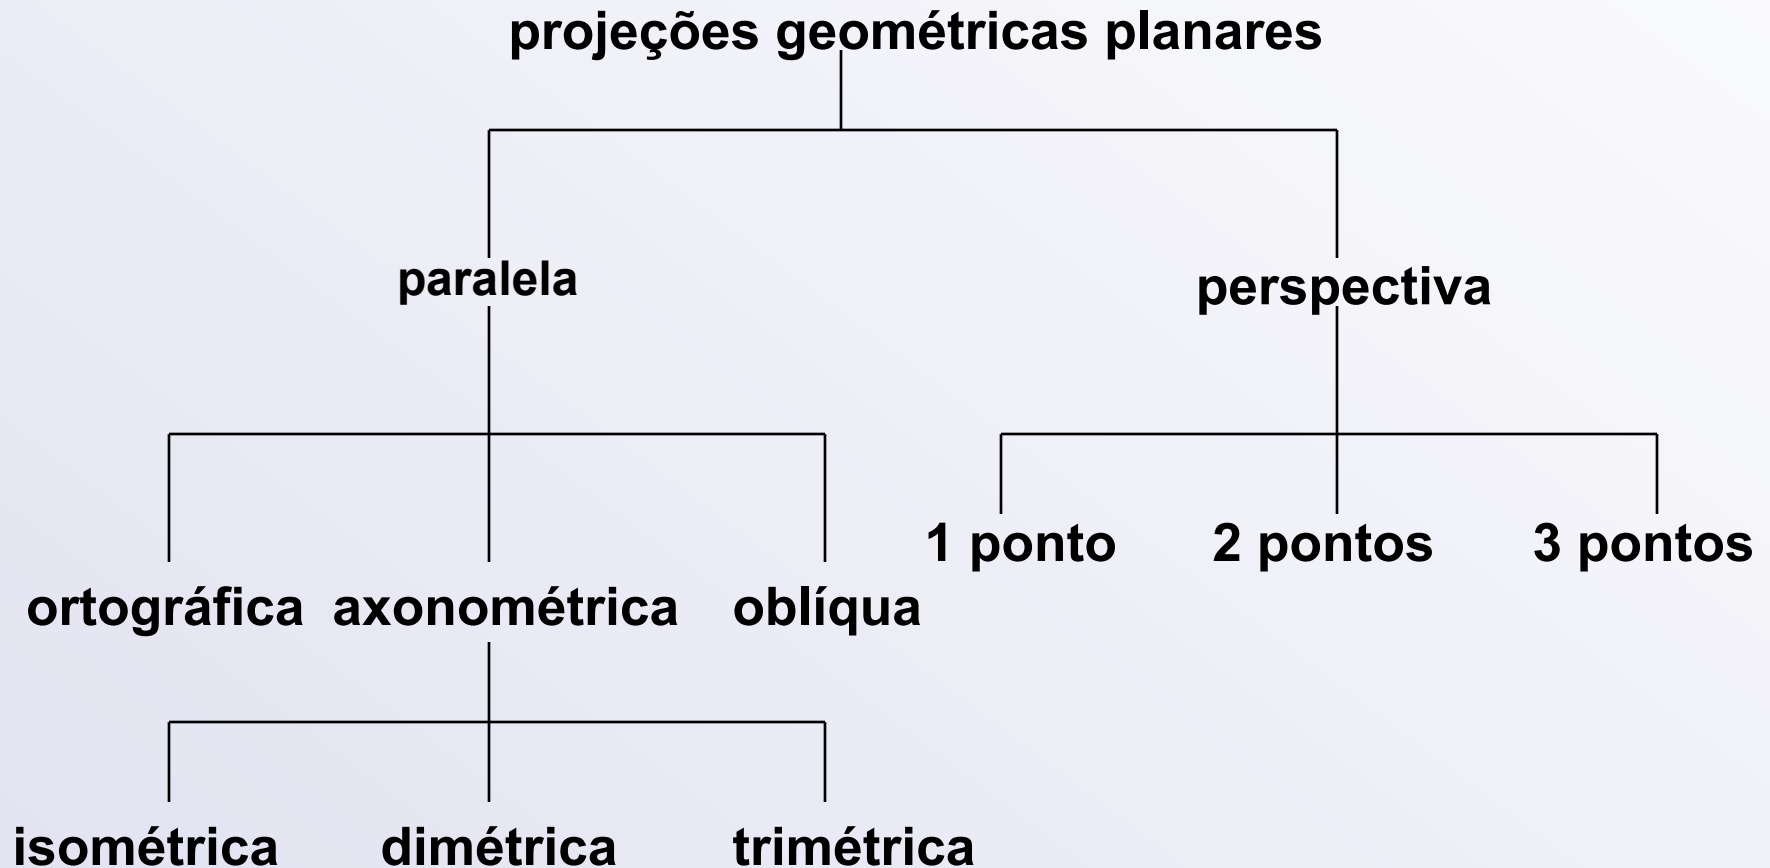 projeções geométricas planares
paralela
perspectiva
1 ponto 2 pontos 3 pontos
ortográfica axonométrica oblíqua
isométrica dimétrica trimétrica